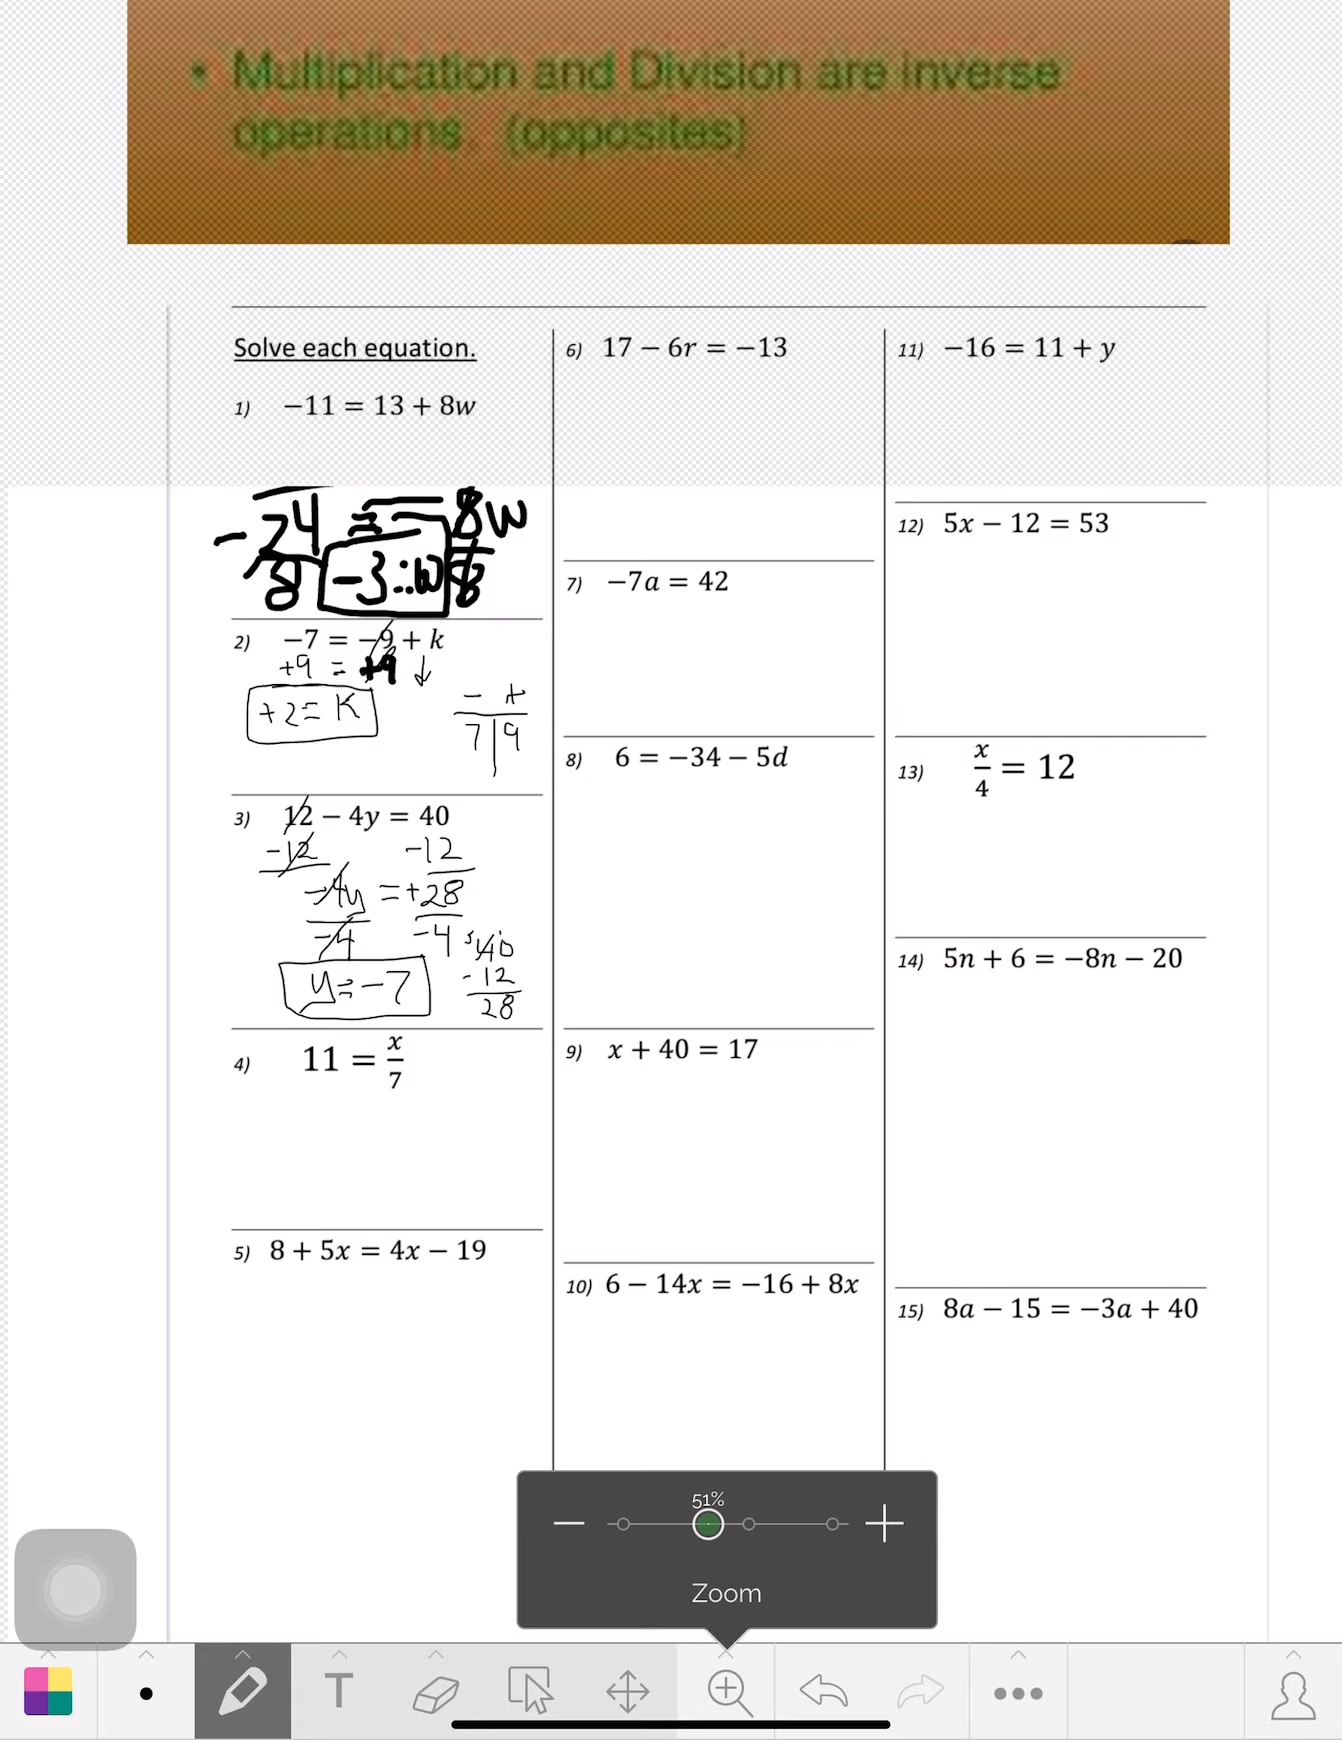 • Multiplication and Division are inverse
operations. (opposites)
Solve each equation.
1) −11 = 13 + 8w
-24 = 8w
8 -3 = w 8
2) −7 = −9 + k
+9 = +9 ↓
+2 = K
- +
7 | 9
3) 12 − 4y = 40
-12 -12
-4y = +28
-4 -4
y = -7
40
-12
28
4) 11 = x/7
5) 8 + 5x = 4x − 19
6) 17 − 6r = −13
7) −7a = 42
8) 6 = −34 − 5d
9) x + 40 = 17
10) 6 − 14x = −16 + 8x
11) −16 = 11 + y
12) 5x − 12 = 53
13) x/4 = 12
14) 5n + 6 = −8n − 20
15) 8a − 15 = −3a + 40
51%
Zoom
T